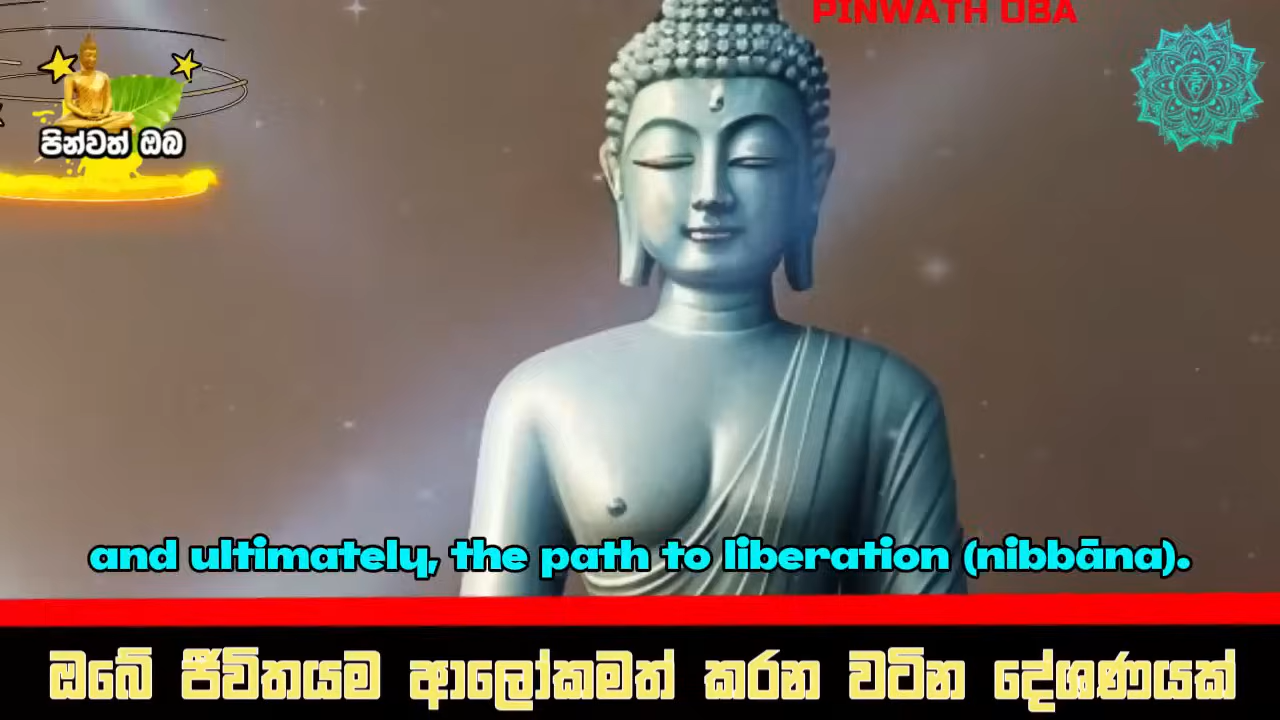 PINWATH OBA
පින්වත් ඔබ
and ultimately, the path to liberation (nibbāna).
ඔබේ ජීවිතයම ආලෝකමත් කරන වටින දේශණයක්